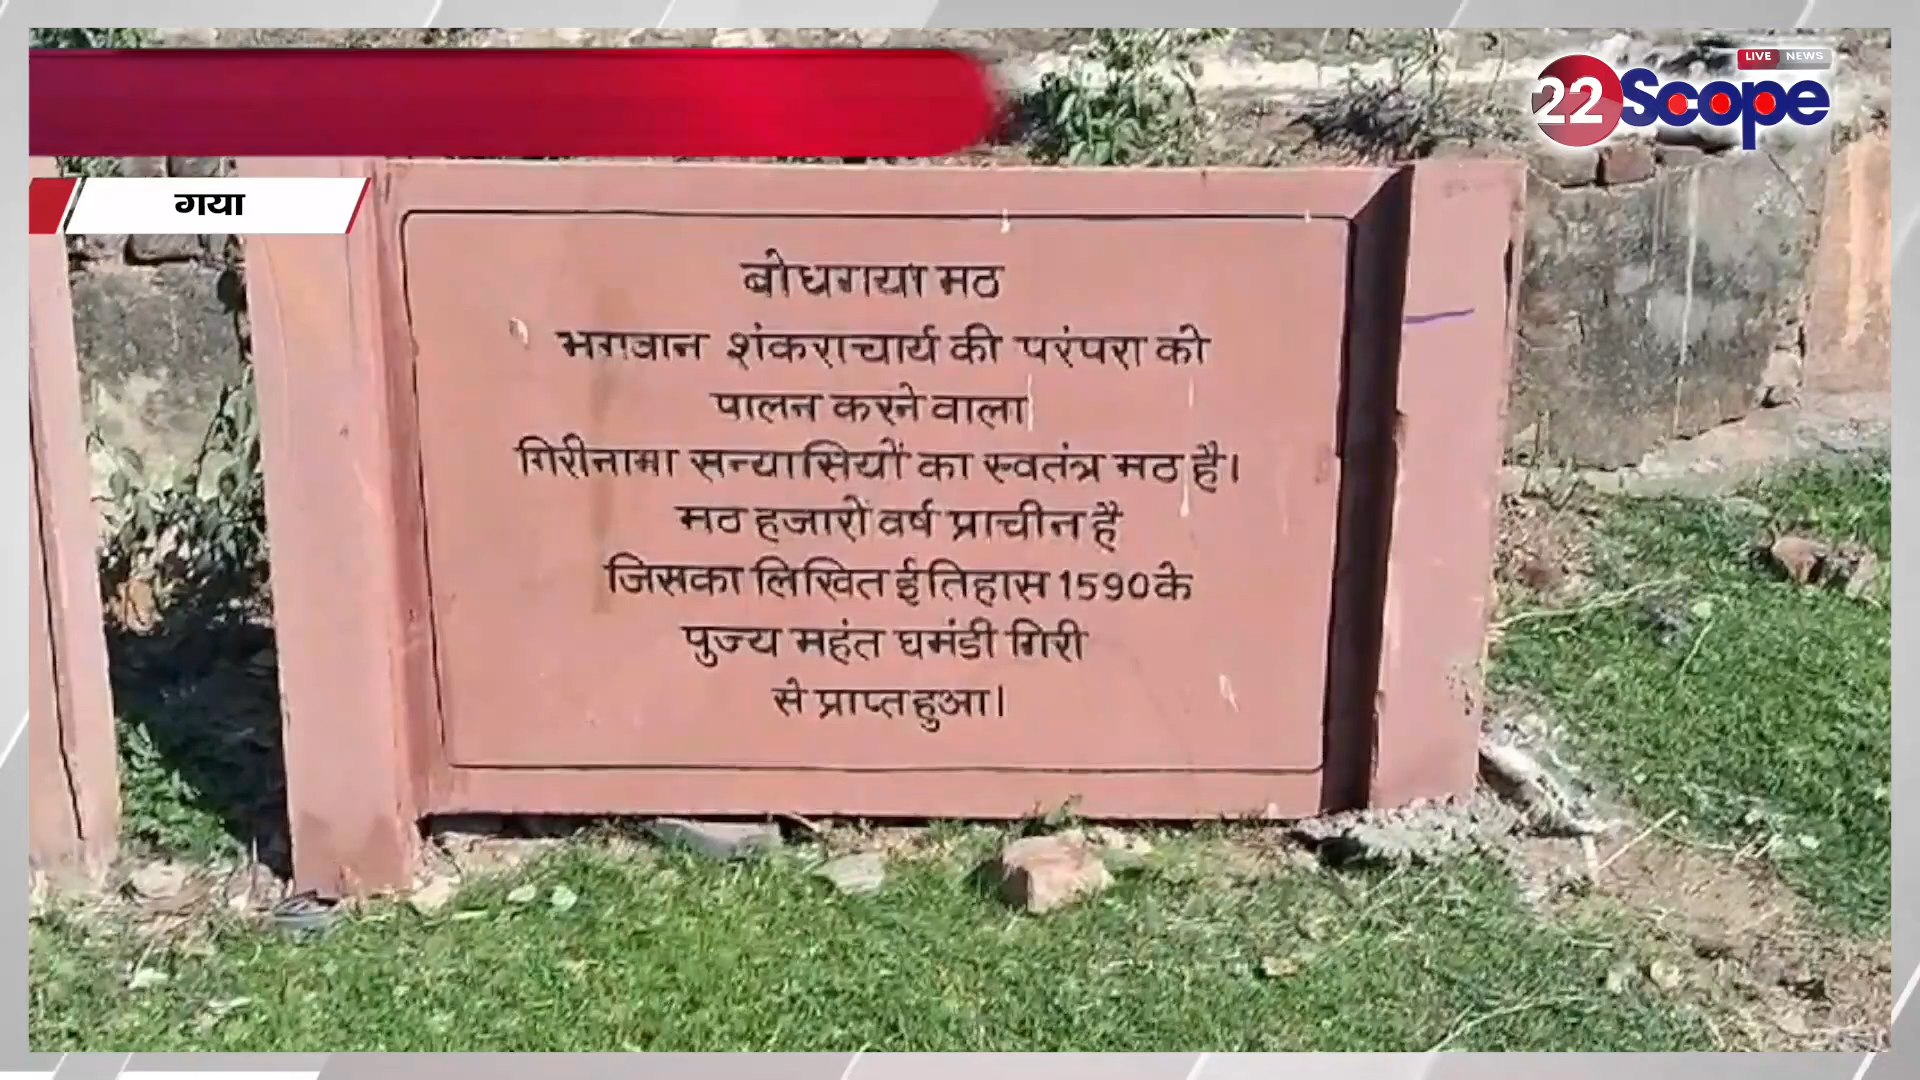 LIVE NEWS
22Scope
गया
बोधगया मठ
भगवान शंकराचार्य की परंपरा को
पालन करने वाला
गिरीनामा सन्यासियों का स्वतंत्र मठ है।
मठ हजारों वर्ष प्राचीन है
जिसका लिखित ईतिहास 1590 के
पुज्य महंत घमंडी गिरी
से प्राप्त हुआ।